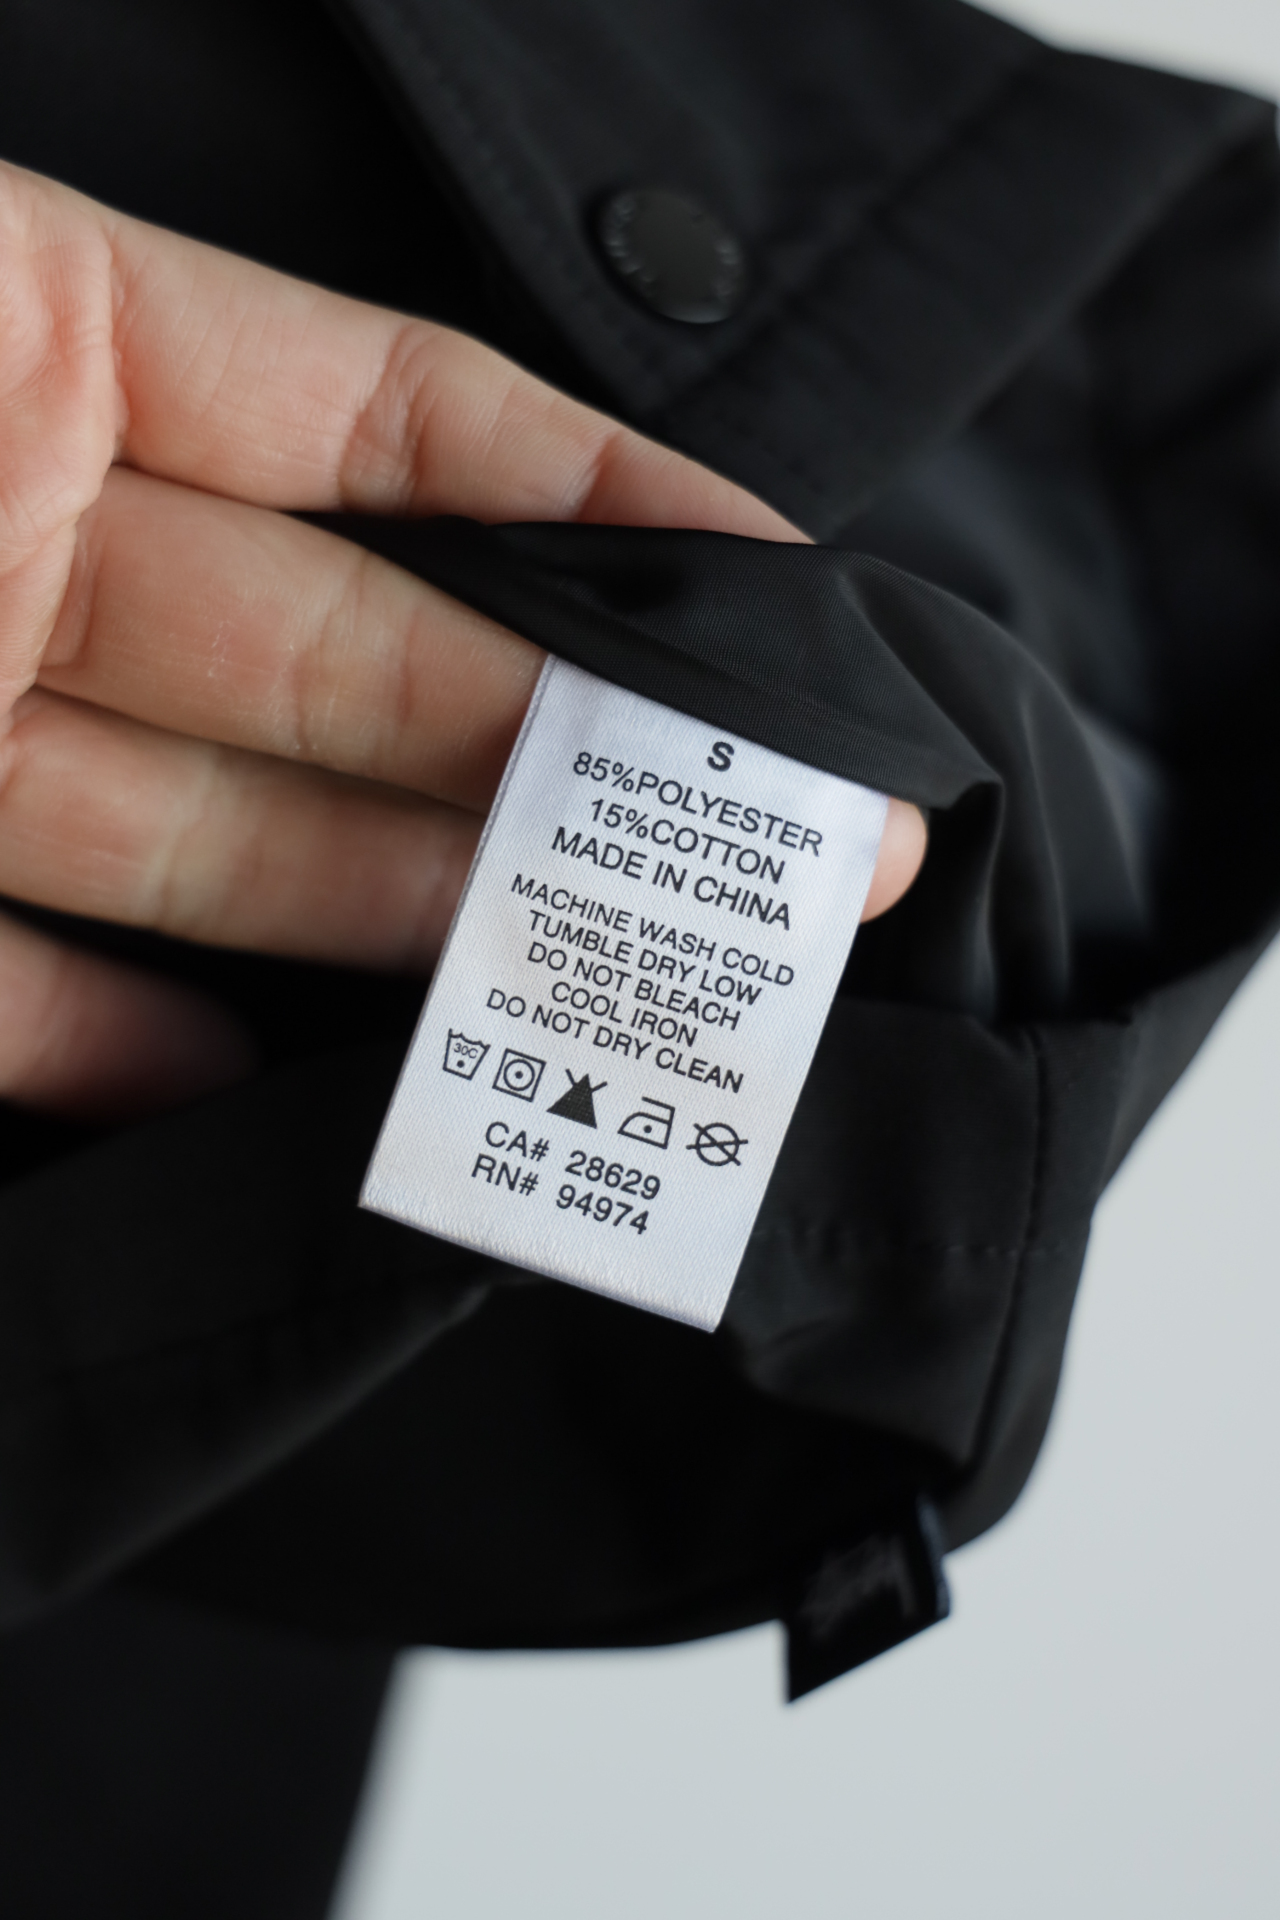 S
85%POLYESTER
15%COTTON
MADE IN CHINA
MACHINE WASH COLD
TUMBLE DRY LOW
DO NOT BLEACH
COOL IRON
DO NOT DRY CLEAN
30C
CA# 28629
RN# 94974